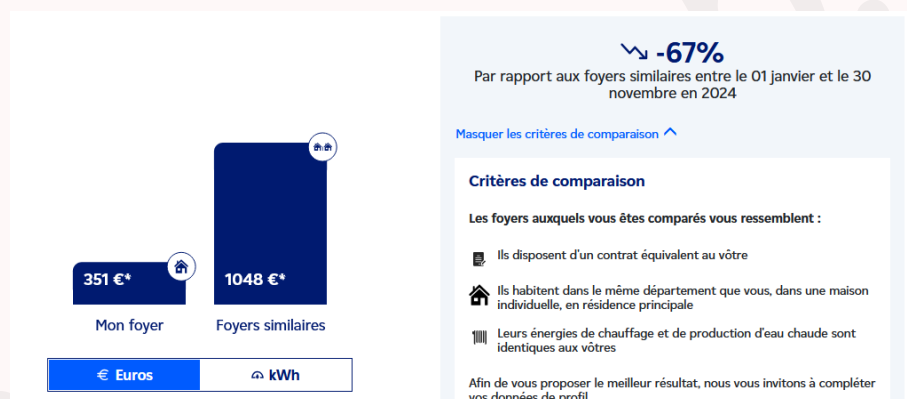 -67%
Par rapport aux foyers similaires entre le 01 janvier et le 30
novembre en 2024
Masquer les critères de comparaison
Critères de comparaison
Les foyers auxquels vous êtes comparés vous ressemblent :
Ils disposent d'un contrat équivalent au vôtre
Ils habitent dans le même département que vous, dans une maison
individuelle, en résidence principale
Leurs énergies de chauffage et de production d'eau chaude sont
identiques aux vôtres
Afin de vous proposer le meilleur résultat, nous vous invitons à compléter
vos données de profil
351 €*
1048 €*
Mon foyer
Foyers similaires
€ Euros
kWh